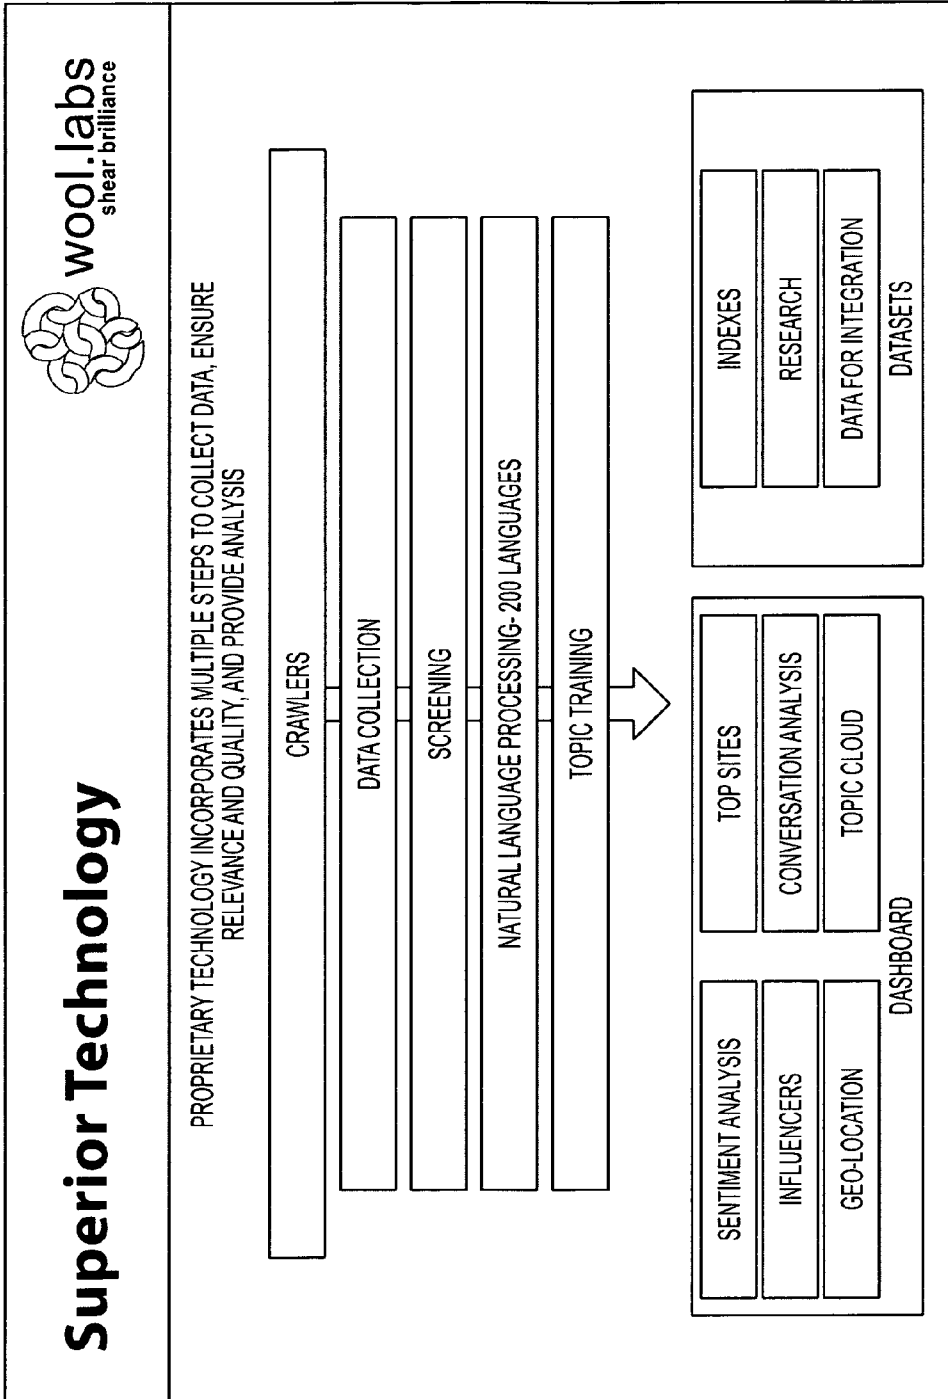 Superior Technology
wool.labs
shear brilliance
PROPRIETARY TECHNOLOGY INCORPORATES MULTIPLE STEPS TO COLLECT DATA, ENSURE
RELEVANCE AND QUALITY, AND PROVIDE ANALYSIS
CRAWLERS
DATA COLLECTION
SCREENING
NATURAL LANGUAGE PROCESSING- 200 LANGUAGES
TOPIC TRAINING
SENTIMENT ANALYSIS
INFLUENCERS
GEO-LOCATION
TOP SITES
CONVERSATION ANALYSIS
TOPIC CLOUD
DASHBOARD
INDEXES
RESEARCH
DATA FOR INTEGRATION
DATASETS